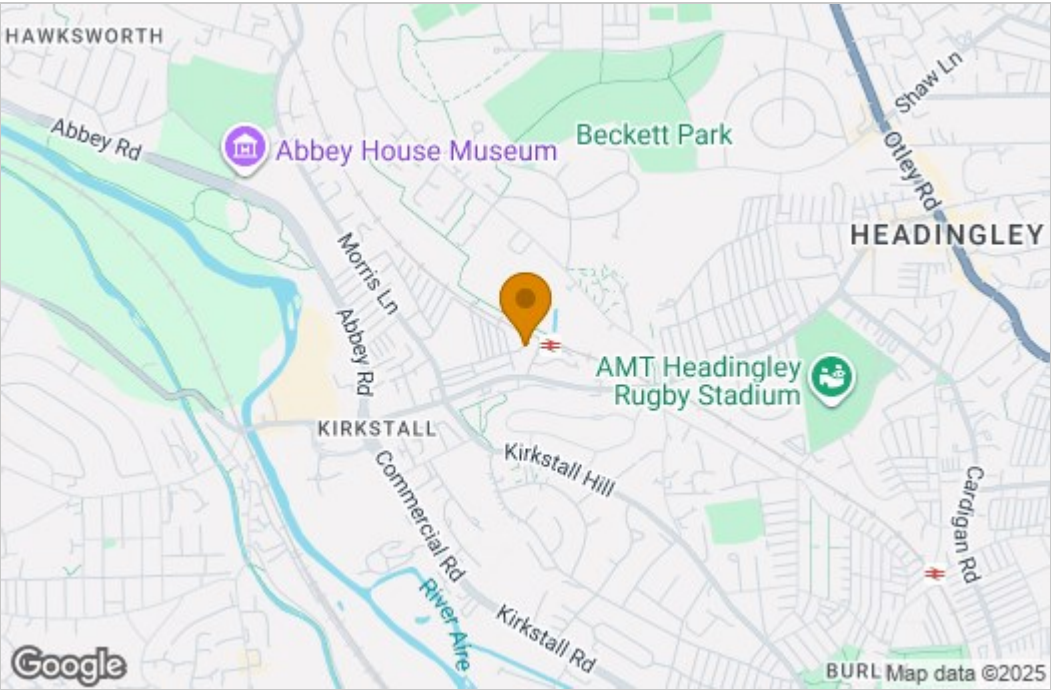 HAWKSWORTH
Shaw Ln
Abbey Rd
Abbey House Museum
Beckett Park
Otley Rd
HEADINGLEY
Morris Ln
Abbey Rd
AMT Headingley
Rugby Stadium
KIRKSTALL
Kirkstall Hill
Commercial Rd
Cardigan Rd
River Aire
Kirkstall Rd
Google
BURL
Map data ©2025